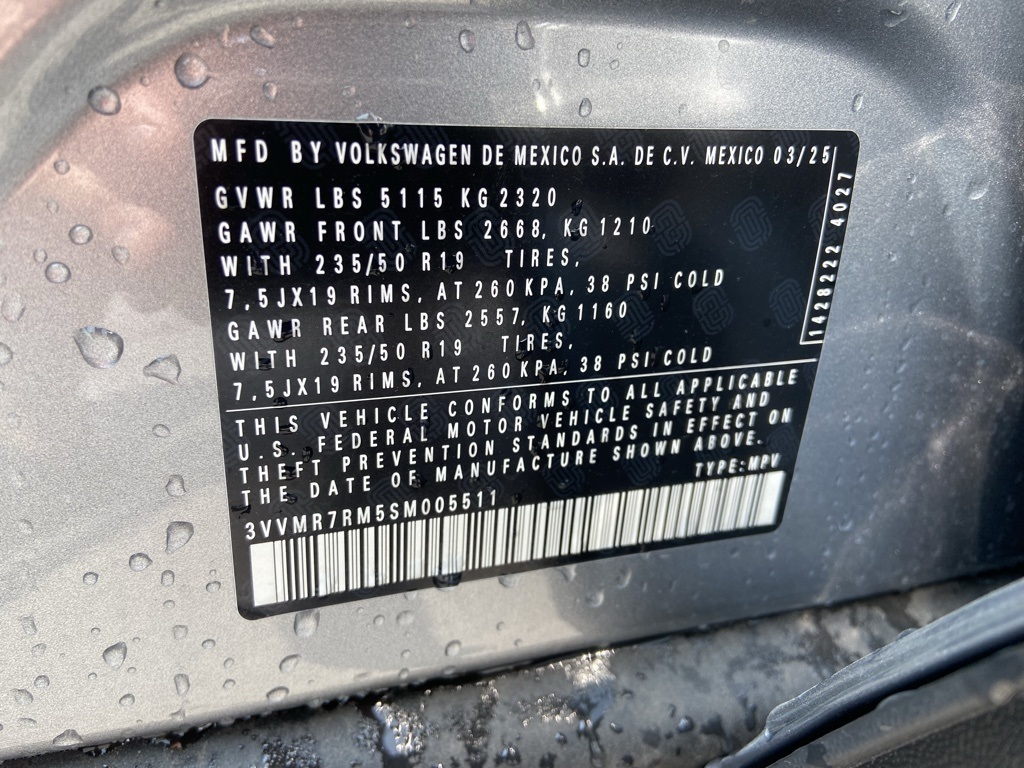 MFD BY VOLKSWAGEN DE MEXICO S.A. DE C.V. MEXICO 03/25
GVWR LBS 5115 KG 2320
GAWR FRONT LBS 2668, KG 1210
WITH 235/50 R19 TIRES,
7,5JX19 RIMS, AT 260 KPA, 38 PSI COLD
GAWR REAR LBS 2557, KG 1160
WITH 235/50 R19 TIRES,
7,5JX19 RIMS, AT 260 KPA, 38 PSI COLD
1428222 4027
THIS VEHICLE CONFORMS TO ALL APPLICABLE
U.S. FEDERAL MOTOR VEHICLE SAFETY AND
THEFT PREVENTION STANDARDS IN EFFECT ON
THE DATE OF MANUFACTURE SHOWN ABOVE.
TYPE:MPV
3VVMR7RM5SM005511